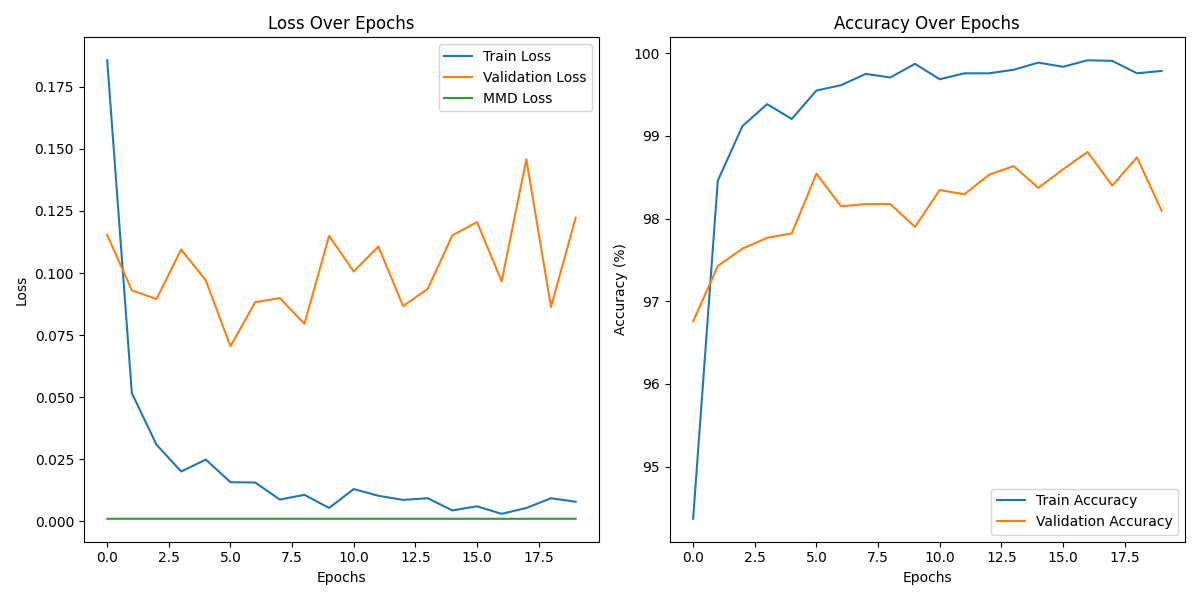 Loss Over Epochs
Train Loss
Validation Loss
MMD Loss
0.175
0.150
0.125
0.100
0.075
0.050
0.025
0.000
Loss
0.0 2.5 5.0 7.5 10.0 12.5 15.0 17.5
Epochs
Accuracy Over Epochs
100
99
98
97
96
95
Accuracy (%)
Train Accuracy
Validation Accuracy
0.0 2.5 5.0 7.5 10.0 12.5 15.0 17.5
Epochs